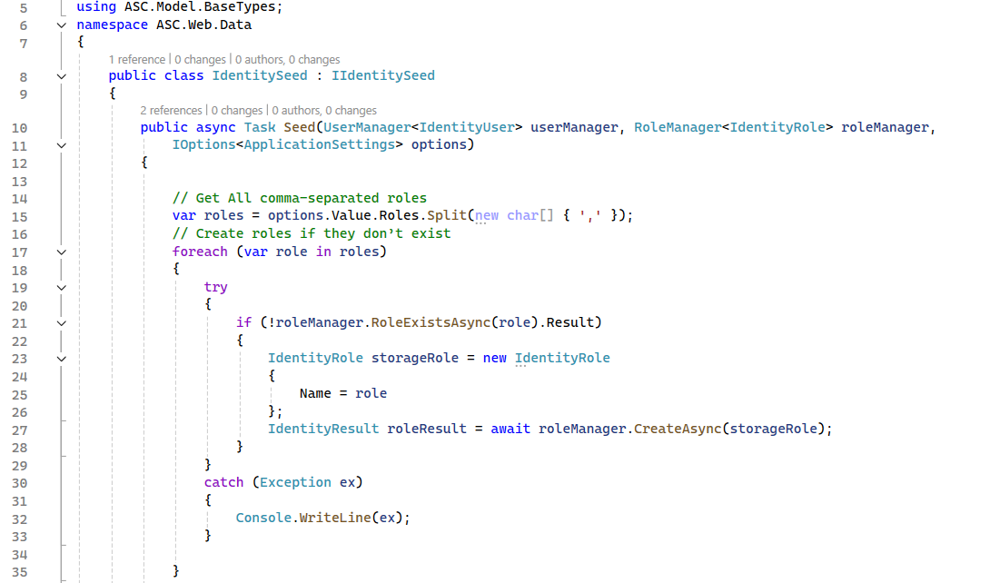 5 using ASC.Model.BaseTypes;
6 namespace ASC.Web.Data
7 {
1 reference | 0 changes | 0 authors, 0 changes
8 public class IdentitySeed : IIdentitySeed
9 {
2 references | 0 changes | 0 authors, 0 changes
10 public async Task Seed(UserManager<IdentityUser> userManager, RoleManager<IdentityRole> roleManager,
11 IOptions<ApplicationSettings> options)
12 {
13
14 // Get All comma-separated roles
15 var roles = options.Value.Roles.Split(new char[] { ',' });
16 // Create roles if they don’t exist
17 foreach (var role in roles)
18 {
19 try
20 {
21 if (!roleManager.RoleExistsAsync(role).Result)
22 {
23 IdentityRole storageRole = new IdentityRole
24 {
25 Name = role
26 };
27 IdentityResult roleResult = await roleManager.CreateAsync(storageRole);
28 }
29 }
30 catch (Exception ex)
31 {
32 Console.WriteLine(ex);
33 }
34
35 }